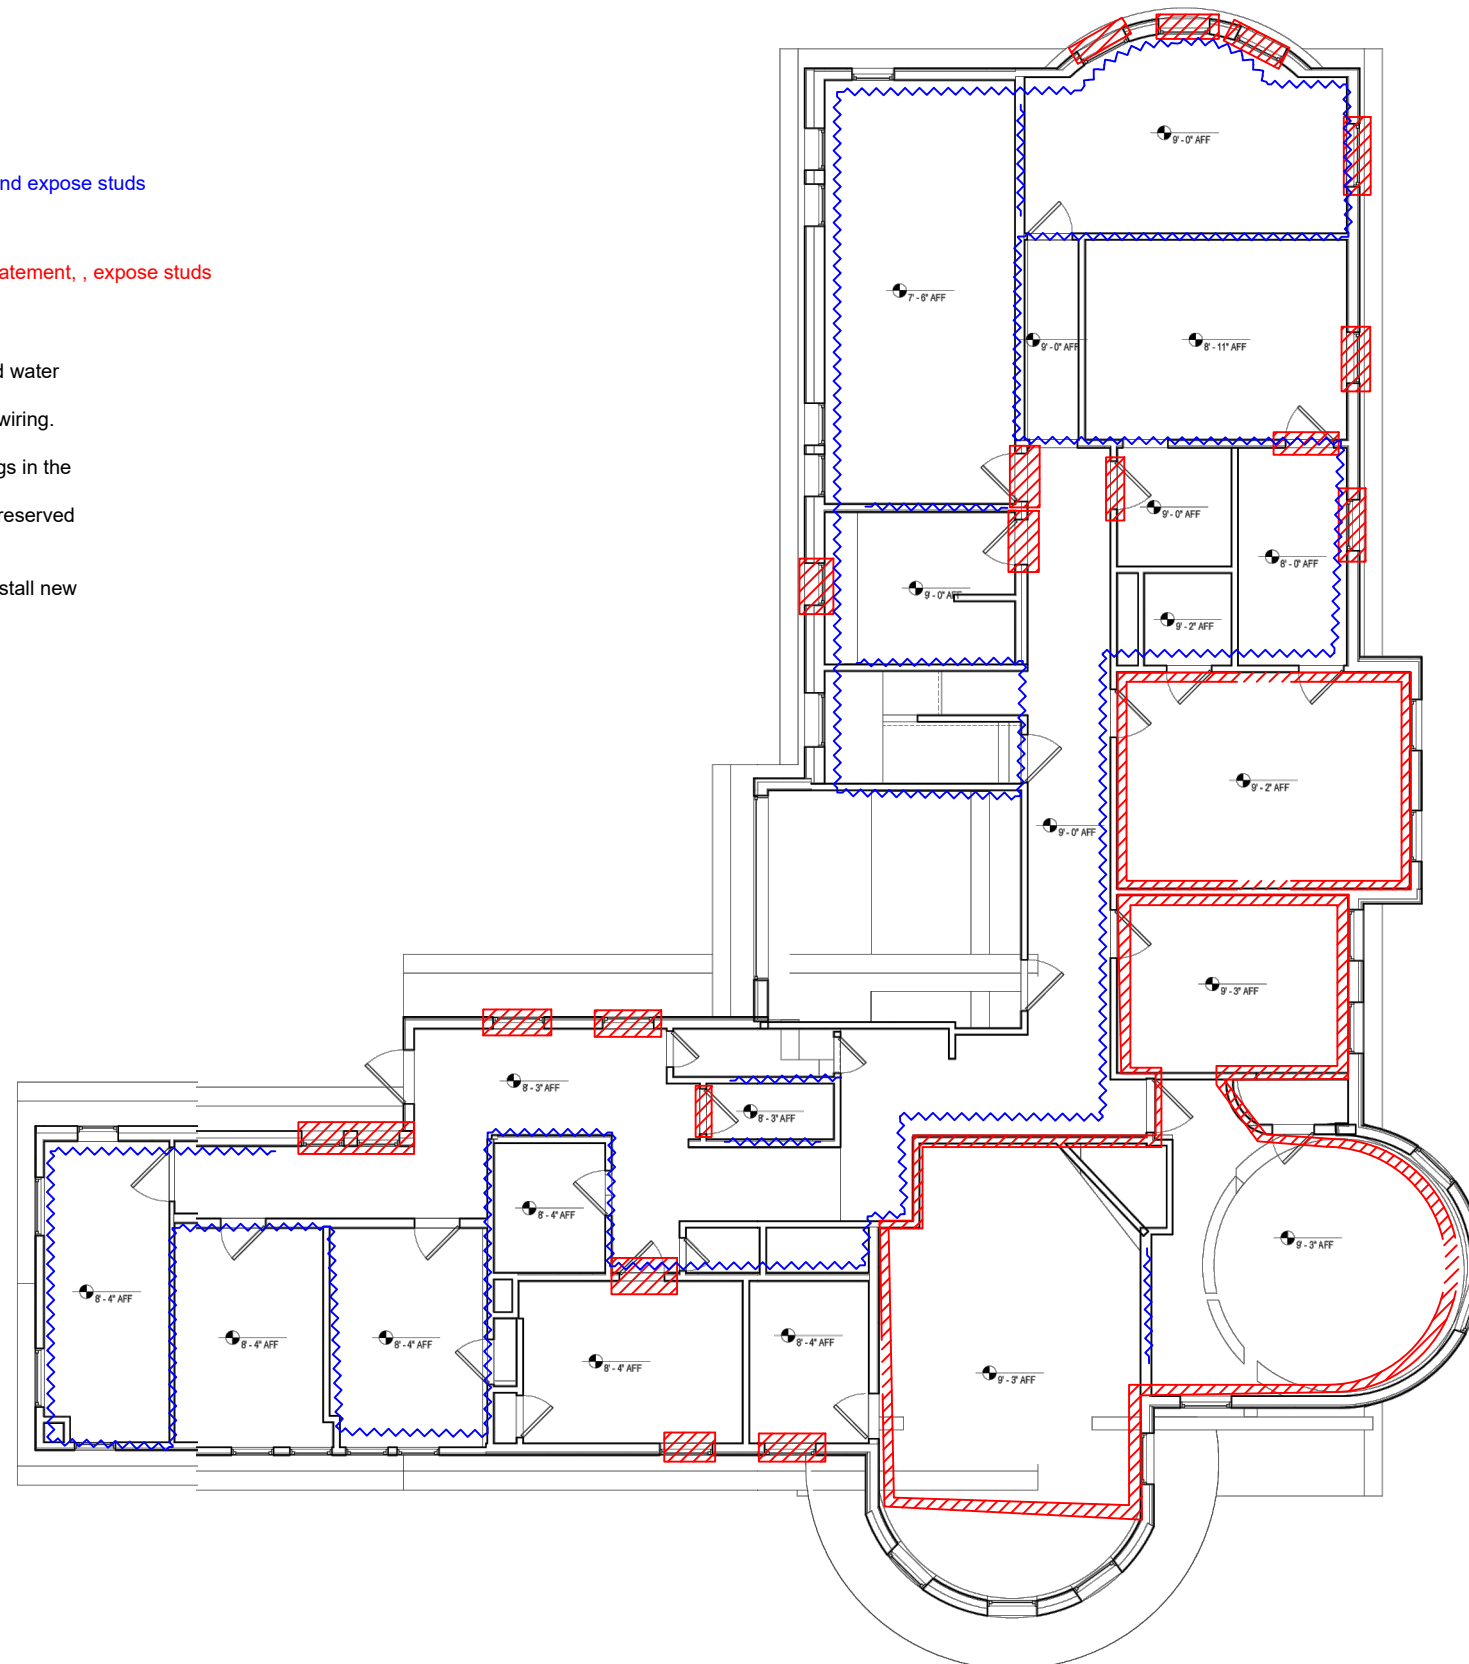 nd expose studs
atement, , expose studs
d water
wiring.
gs in the
reserved
stall new
9' - 0" AFF
7' - 6" AFF
9' - 0" AFF
8' - 11" AFF
9' - 0" AFF
8' - 0" AFF
9' - 0" AFF
9' - 2" AFF
9' - 2" AFF
9' - 0" AFF
9' - 3" AFF
8' - 3" AFF
8' - 3" AFF
8' - 4" AFF
9' - 3" AFF
8' - 4" AFF
8' - 4" AFF
8' - 4" AFF
8' - 4" AFF
8' - 4" AFF
9' - 3" AFF